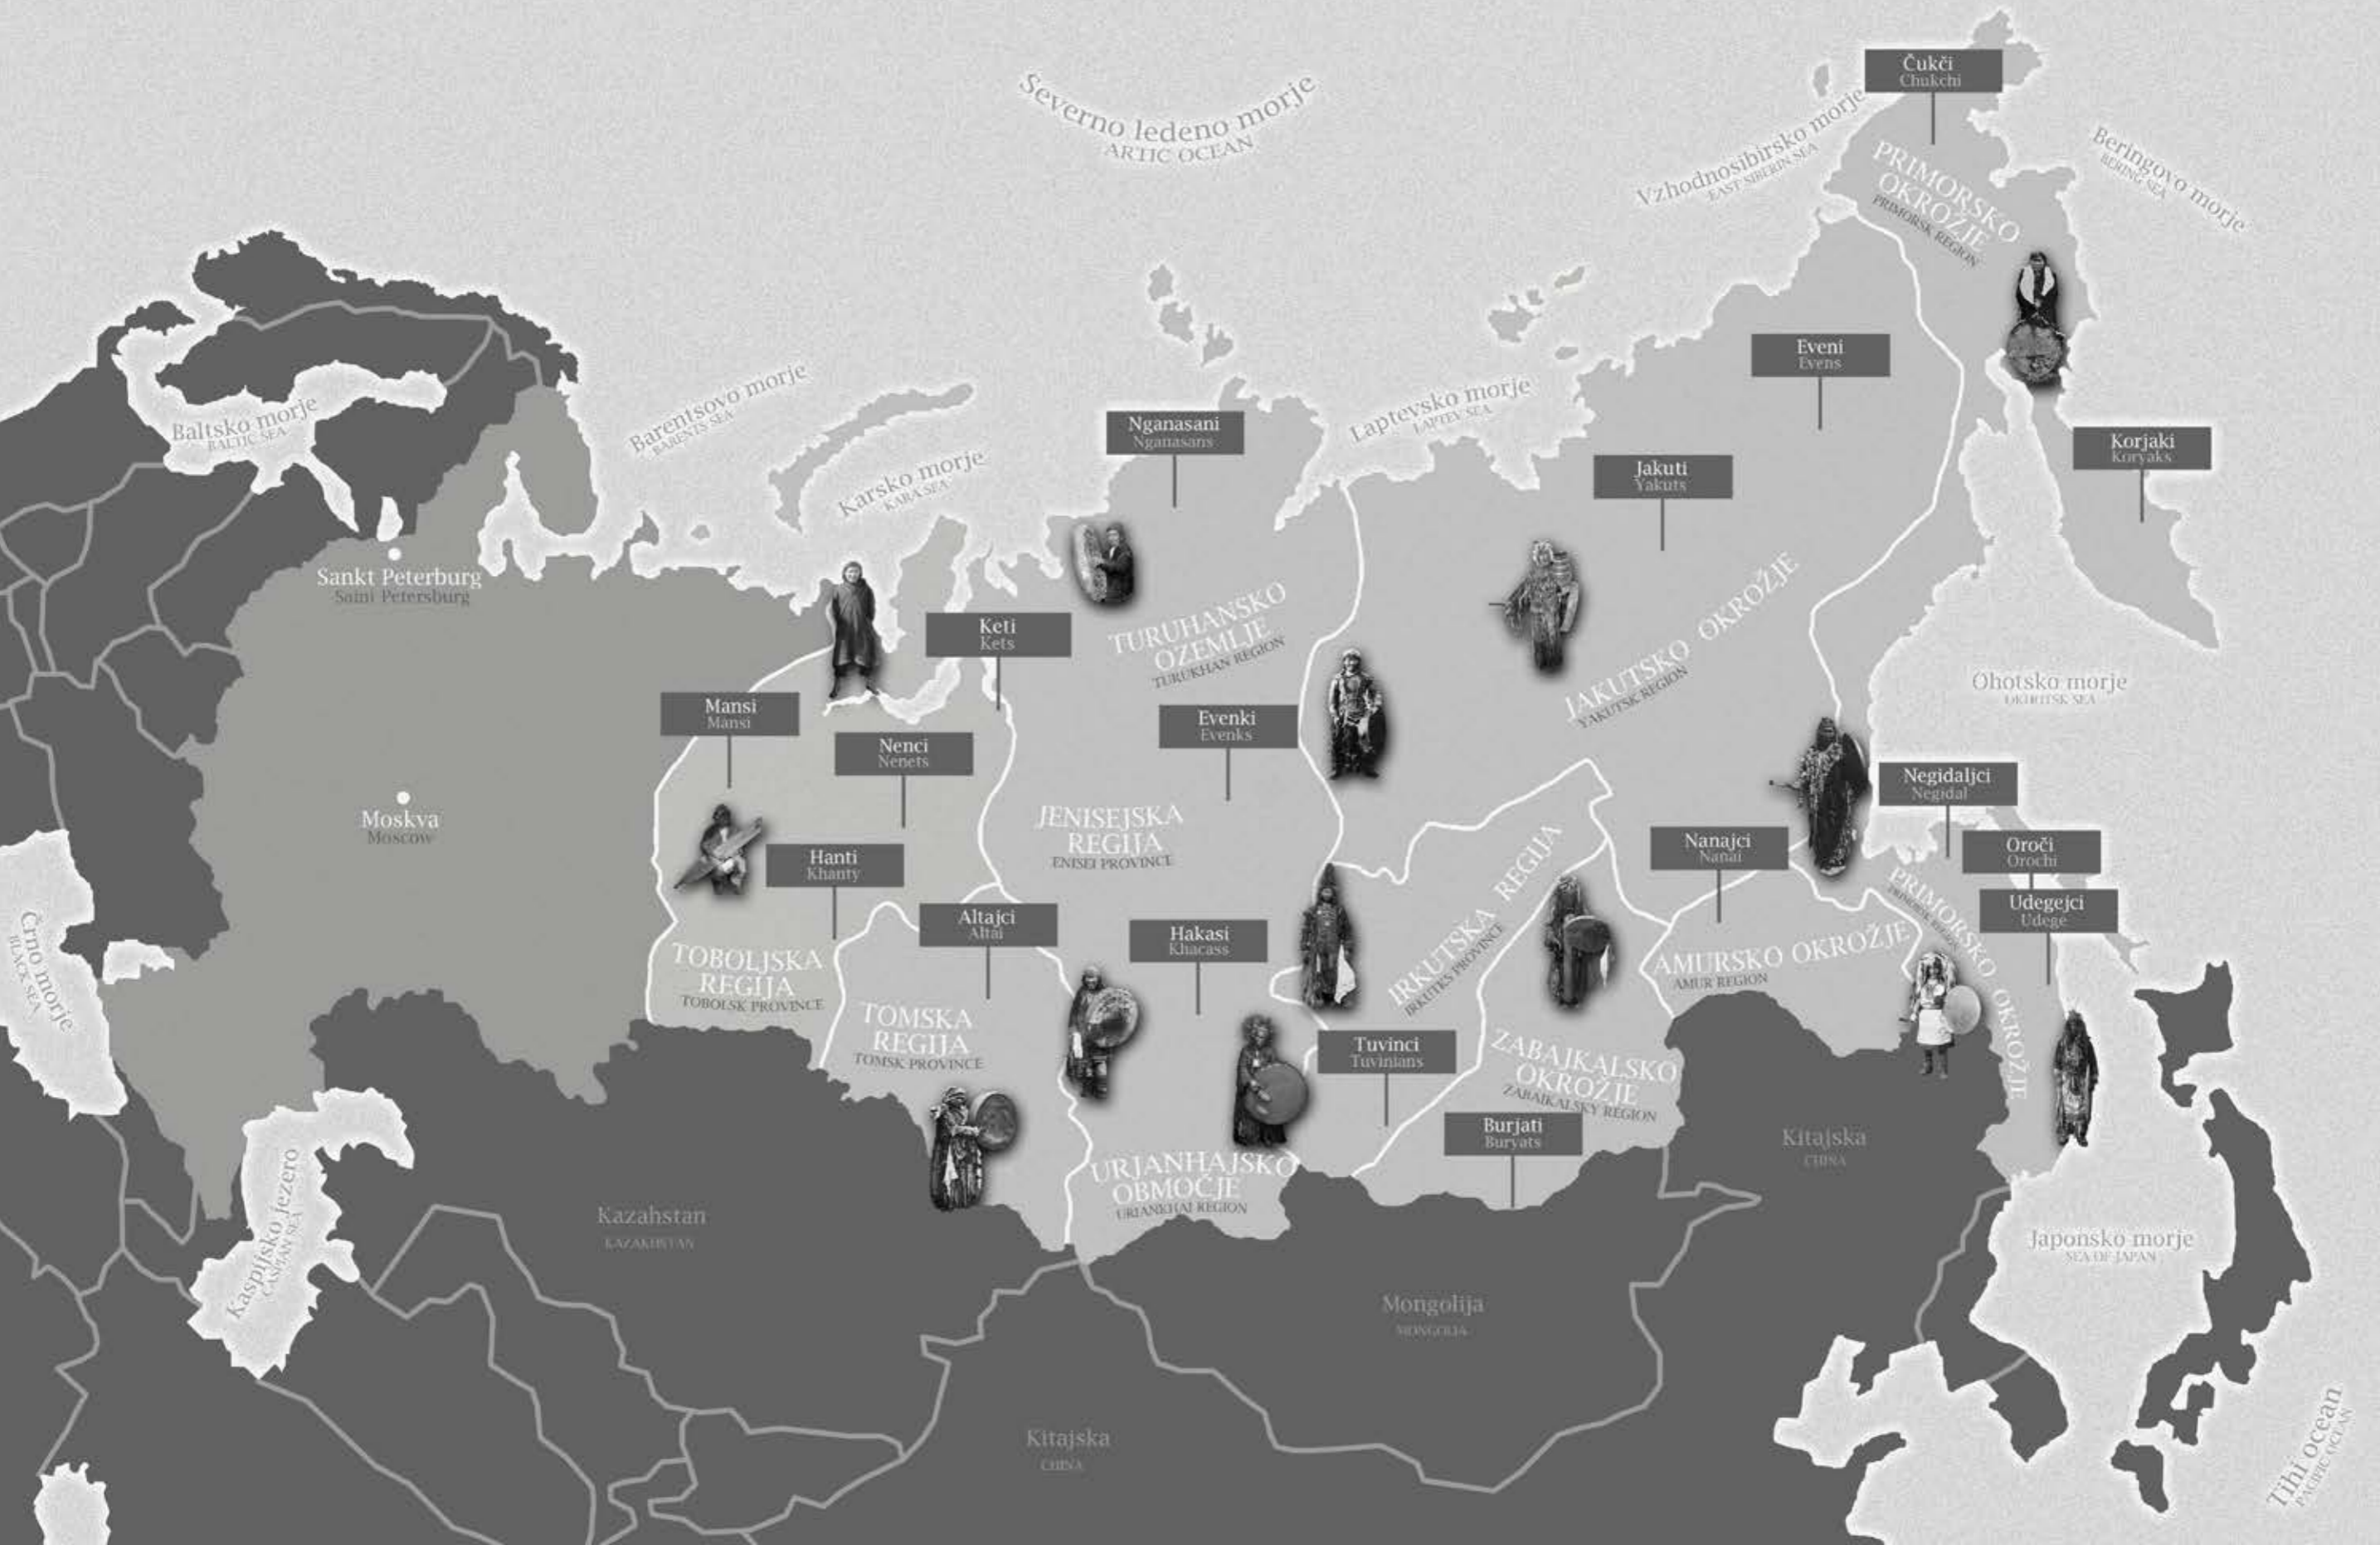 Severno ledeno morje
ARTIC OCEAN
Čukči
Chukchi
Vzhodnosibirsko morje
EAST SIBERIN SEA
Beringovo morje
BERING SEA
PRIMORSKO
OKROŽJE
PRIMORSK REGION
Eveni
Evens
Baltsko morje
BALTIC SEA
Barentsovo morje
BARENTS SEA
Karsko morje
KARA SEA
Nganasani
Nganasans
Laptevsko morje
LAPTEV SEA
Jakuti
Yakuts
Korjaki
Koryaks
Sankt Peterburg
Saint Petersburg
Keti
Kets
TURUHANSKO
OZEMLJE
TURUKHAN REGION
JAKUTSKO OKROŽJE
YAKUTSK REGION
Ohotsko morje
OKHOTSK SEA
Mansi
Mansi
Nenci
Nenets
Evenki
Evenks
Moskva
Moscow
JENISEJSKA
REGIJA
ENISEI PROVINCE
Negidaljci
Negidal
Nanajci
Nanai
Oroči
Orochi
Udegejci
Udege
Hanti
Khanty
Altajci
Altai
Hakasi
Khacass
IRKUTSKA REGIJA
IRKUTKS PROVINCE
AMURSKO OKROŽJE
AMUR REGION
PRIMORSKO OKROŽJE
Črno morje
BLACK SEA
TOBOLJSKA
REGIJA
TOBOLSK PROVINCE
TOMSKA
REGIJA
TOMSK PROVINCE
Tuvinci
Tuvinians
ZABAJKALSKO
OKROŽJE
ZABAIKALSKY REGION
Burjati
Buryats
Kitajska
CHINA
URJANHAJSKO
OBMOČJE
URIANKHAI REGION
Kaspijsko jezero
CASPIAN SEA
Kazahstan
KAZAKHSTAN
Japonsko morje
SEA OF JAPAN
Mongolija
MONGOLIA
Kitajska
CHINA
Tihi ocean
PACIFIC OCEAN